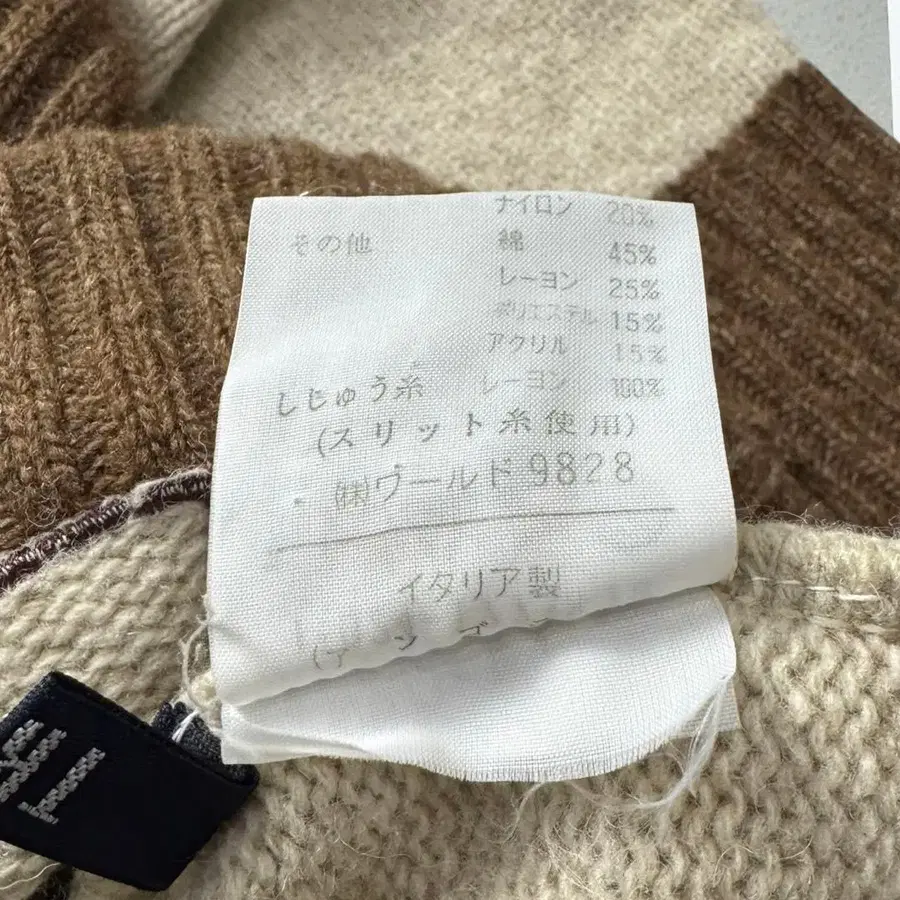 ナイロン 20%
その他 綿 45%
レーヨン 25%
ポリエステル 15%
アクリル 15%
ししゅう糸 レーヨン 100%
(スリット糸使用)
㈱ワールド 9828
イタリア製